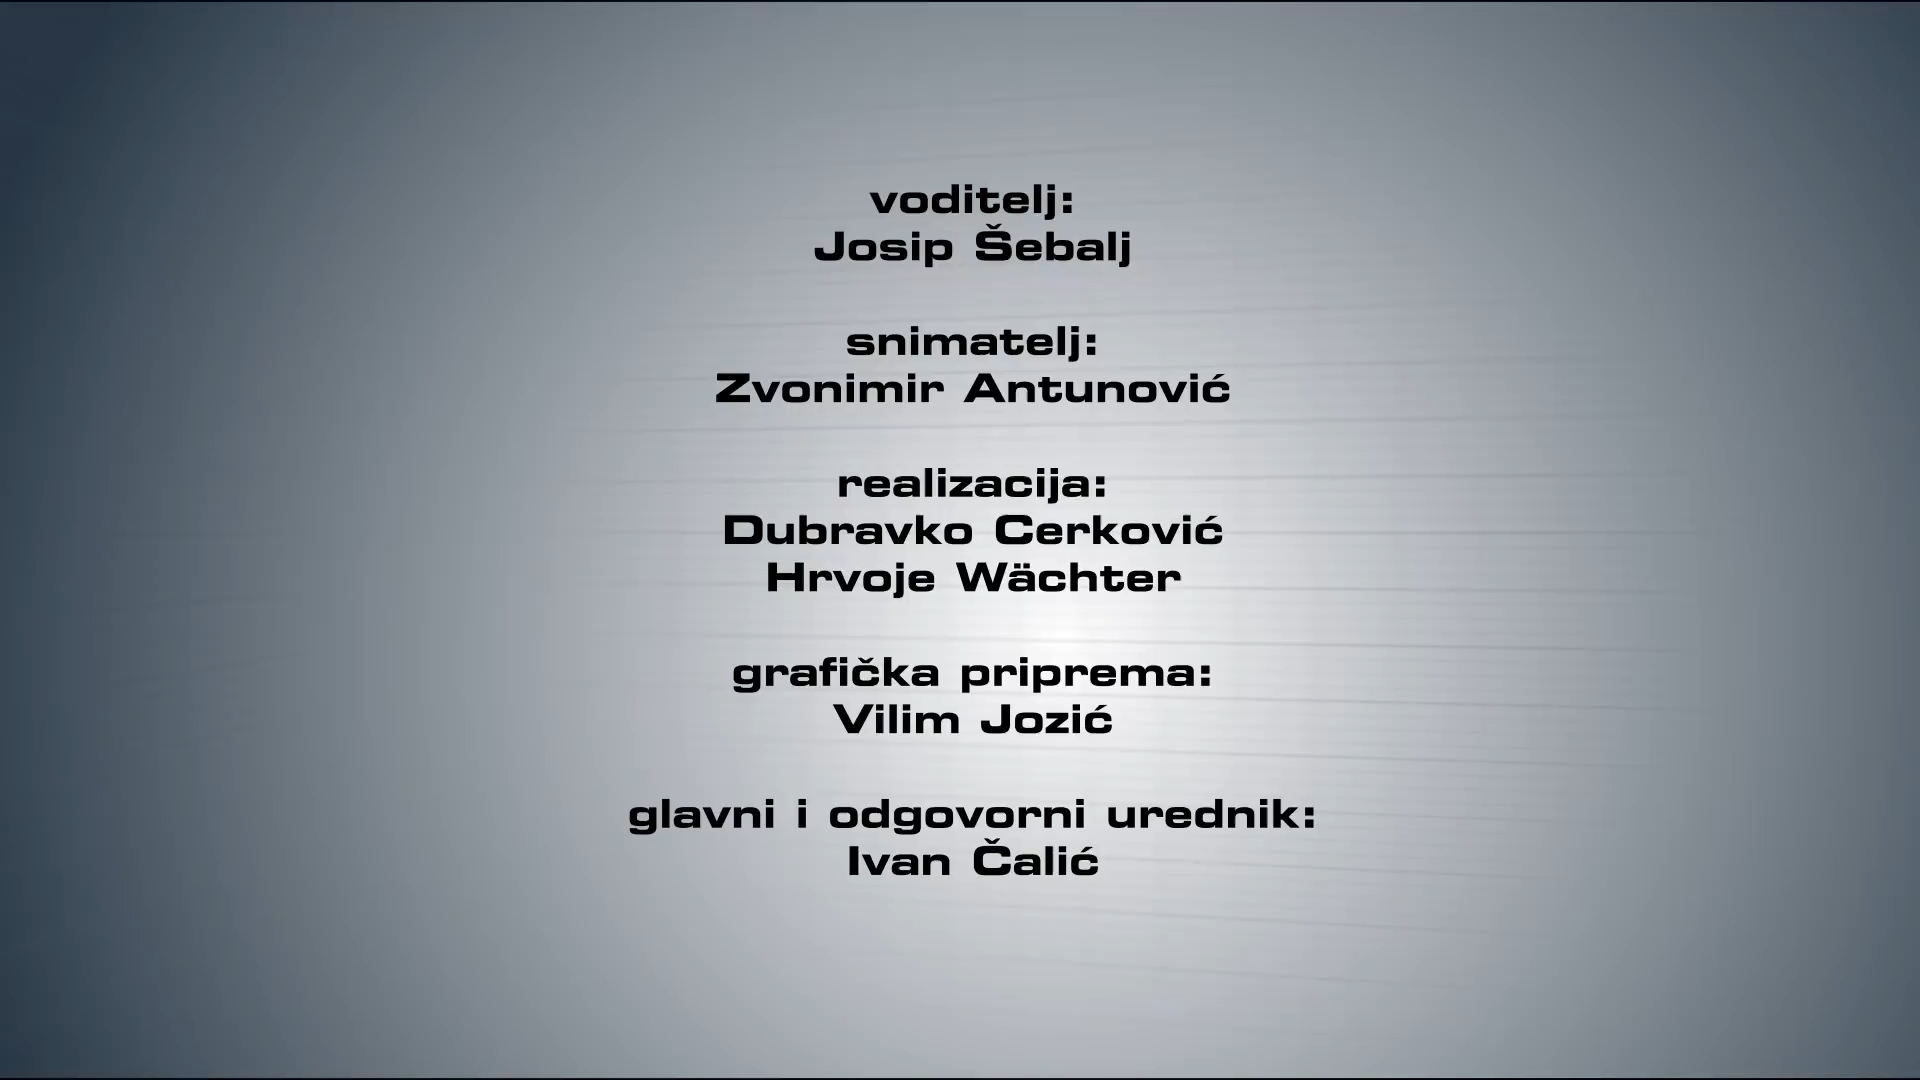 voditelj:
Josip Šebalj
snimatelj:
Zvonimir Antunović
realizacija:
Dubravko Cerković
Hrvoje Wächter
grafička priprema:
Vilim Jozić
glavni i odgovorni urednik:
Ivan Čalić